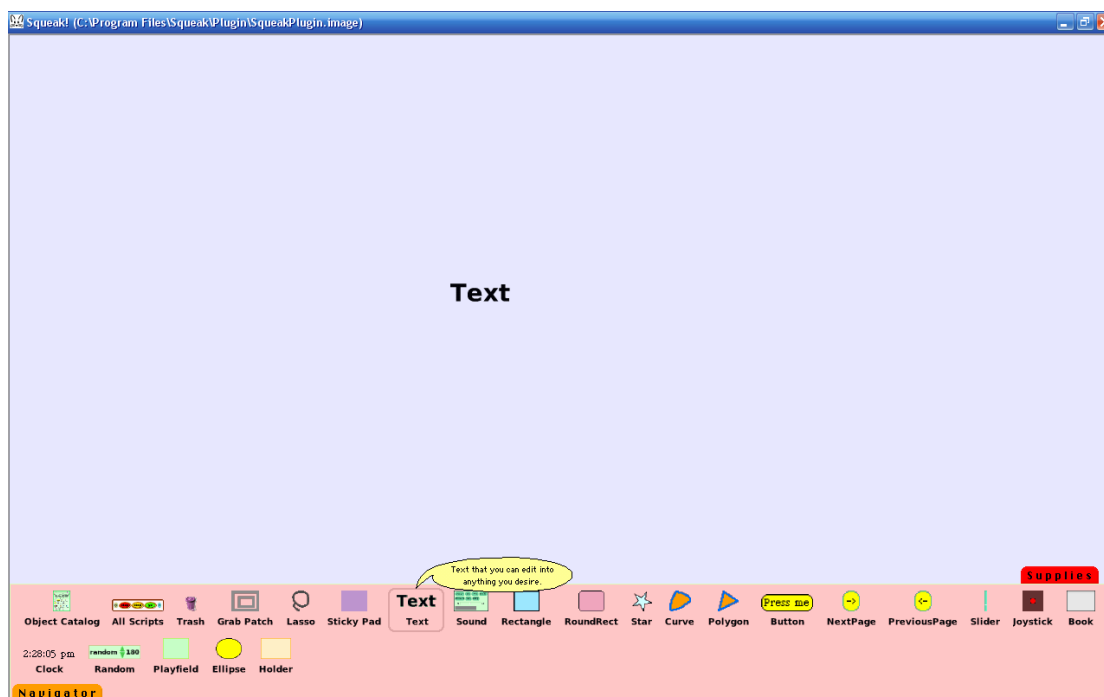 Squeak! (C:\Program Files\Squeak\Plugin\SqueakPlugin.image)
Text
Text that you can edit into
anything you desire.
Supplies
Text
Press me
Object Catalog All Scripts Trash Grab Patch Lasso Sticky Pad Text Sound Rectangle RoundRect Star Curve Polygon Button NextPage PreviousPage Slider Joystick Book
2:28:05 pm random 180
Clock Random Playfield Ellipse Holder
Navigator